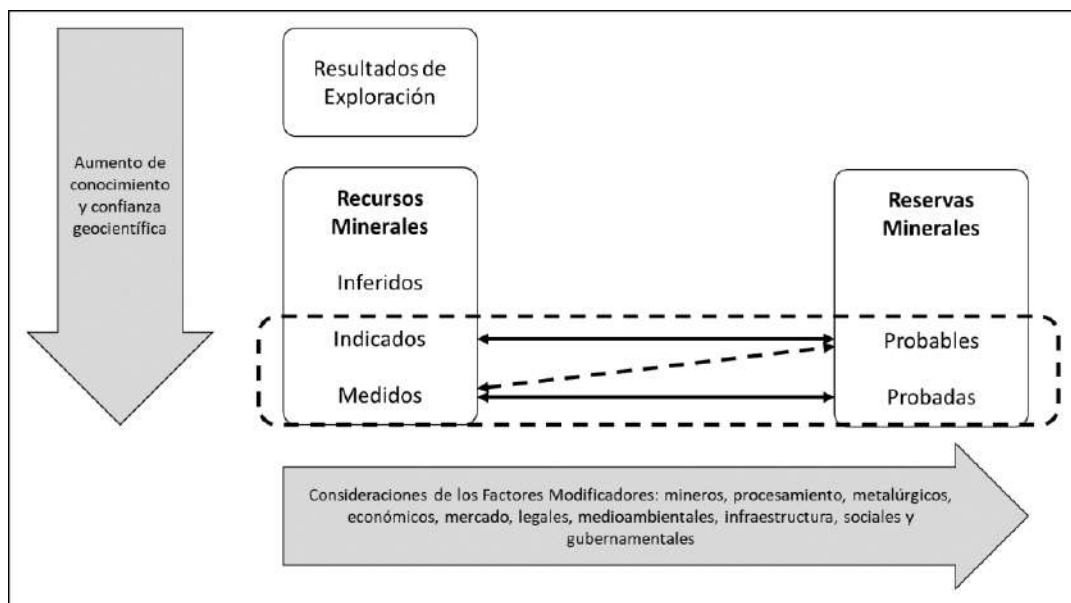 Resultados de
Exploración
Aumento de
conocimiento
y confianza
geocientífica
Recursos
Minerales
Inferidos
Indicados
Medidos
Reservas
Minerales
Probables
Probadas
Consideraciones de los Factores Modificadores: mineros, procesamiento, metalúrgicos,
económicos, mercado, legales, medioambientales, infraestructura, sociales y
gubernamentales